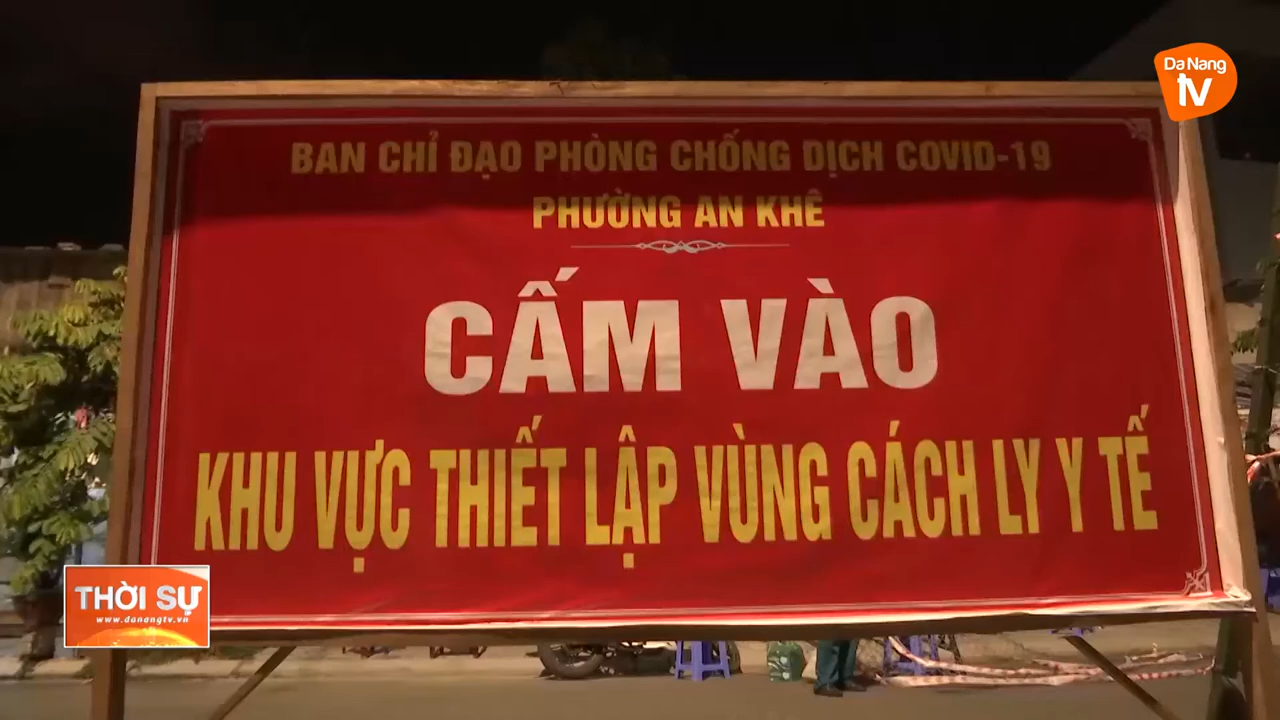 Da Nang
tv
BAN CHỈ ĐẠO PHÒNG CHỐNG DỊCH COVID-19
PHƯỜNG AN KHÊ
CẤM VÀO
KHU VỰC THIẾT LẬP VÙNG CÁCH LY Y TẾ
THỜI SỰ
www.danangtv.vn